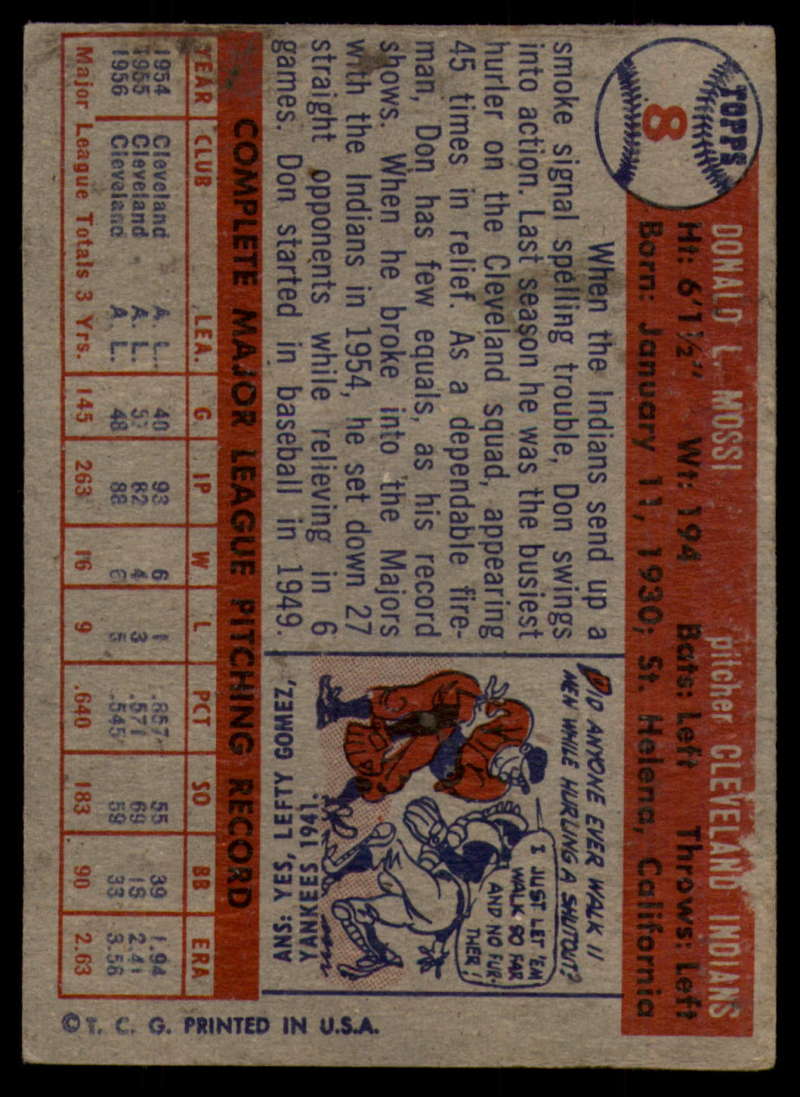 TOPPS
8
DONALD L. MOSSI pitcher CLEVELAND INDIANS
Ht: 6'1½" Wt: 194 Bats: Left Throws: Left
Born: January 11, 1930; St. Helena, California
When the Indians send up a
smoke signal spelling trouble, Don swings
into action. Last season he was the busiest
hurler on the Cleveland squad, appearing
45 times in relief. As a dependable fire-
man, Don has few equals, as his record
shows. When he broke into the Majors
with the Indians in 1954, he set down 27
straight opponents while relieving in 6
games. Don started in baseball in 1949.
DID ANYONE EVER WALK 11
MEN WHILE HURLING A SHUTOUT?
I JUST LET 'EM
WALK SO FAR
AND NO FUR-
THER!
ANS: YES, LEFTY GOMEZ,
YANKEES 1941.
COMPLETE MAJOR LEAGUE PITCHING RECORD
YEAR CLUB LEA. G IP W L PCT SO BB ERA
1954 Cleveland A. L. 40 93 6 1 .857 55 39 1.94
1955 Cleveland A. L. 57 82 4 3 .571 69 18 2.41
1956 Cleveland A. L. 48 88 6 5 .545 59 33 3.56
Major League Totals 3 Yrs. 145 263 16 9 .640 183 90 2.63
© T. C. G. PRINTED IN U.S.A.